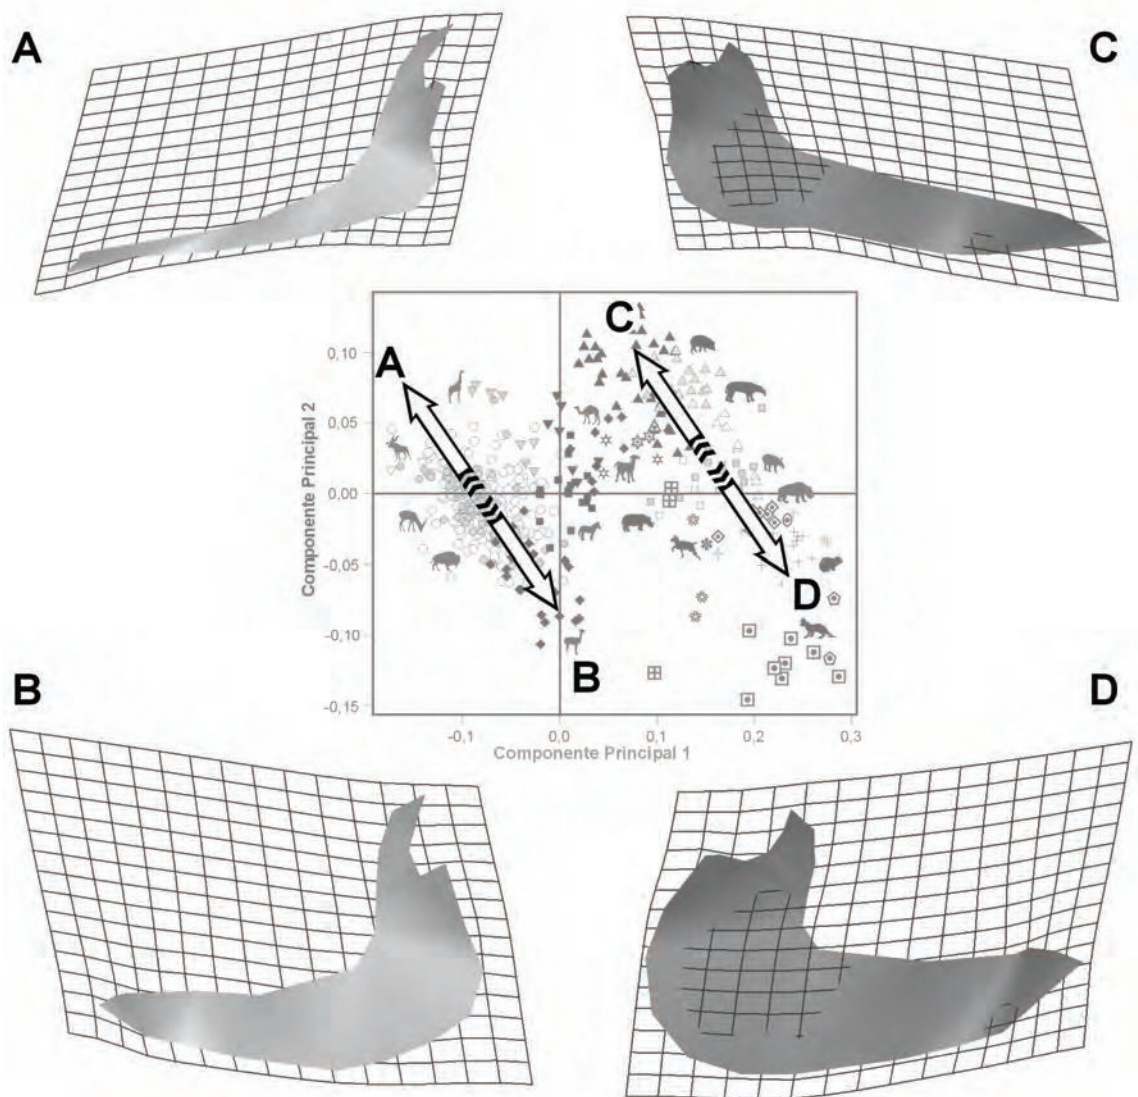 A
C
C
A
0,10
0,05
0,00
-0,05
-0,10
-0,15
Componente Principal 2
D
B
-0,1
0,0
0,1
0,2
0,3
Componente Principal 1
B
D